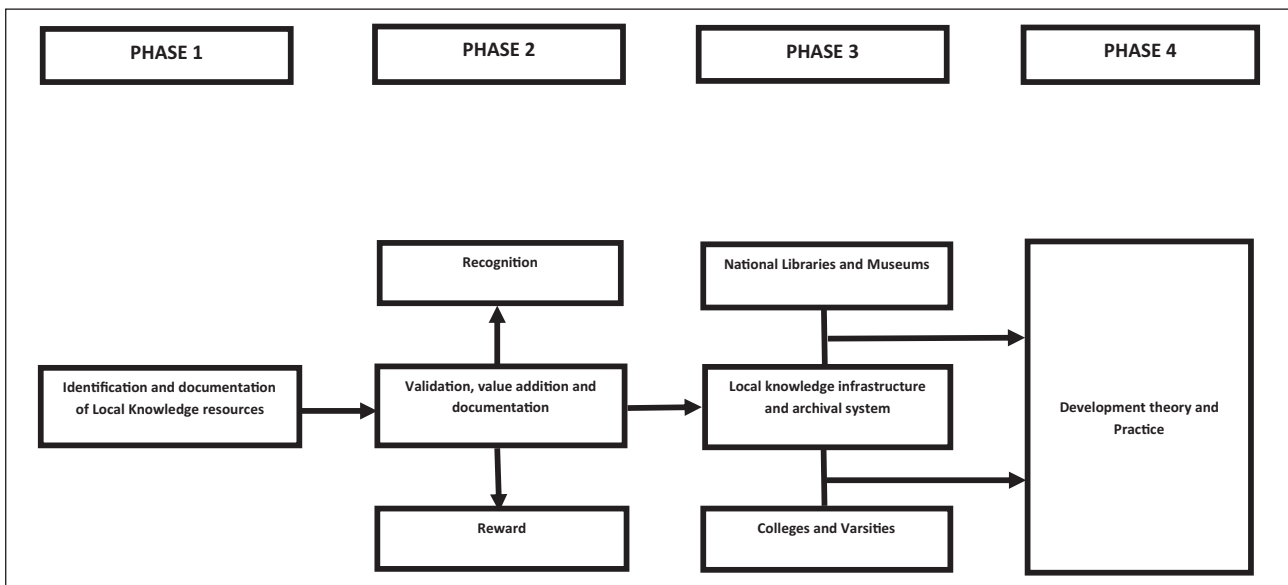 PHASE 1
PHASE 2
PHASE 3
PHASE 4
Recognition
National Libraries and Museums
Identification and documentation
of Local Knowledge resources
Validation, value addition and
documentation
Local knowledge infrastructure
and archival system
Development theory and
Practice
Reward
Colleges and Varsities